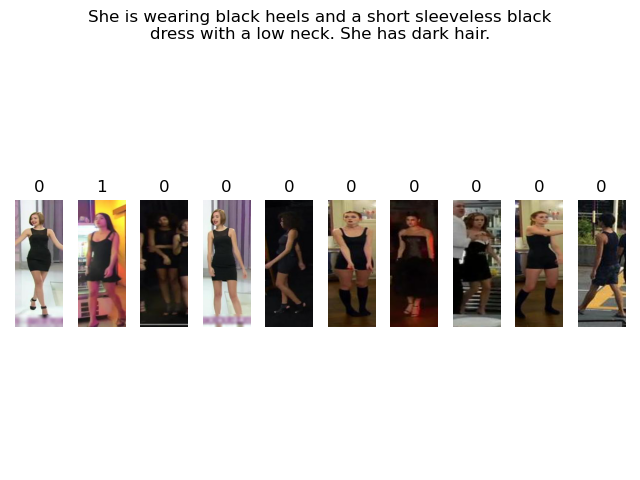 She is wearing black heels and a short sleeveless black
dress with a low neck. She has dark hair.
0 1 0 0 0 0 0 0 0 0